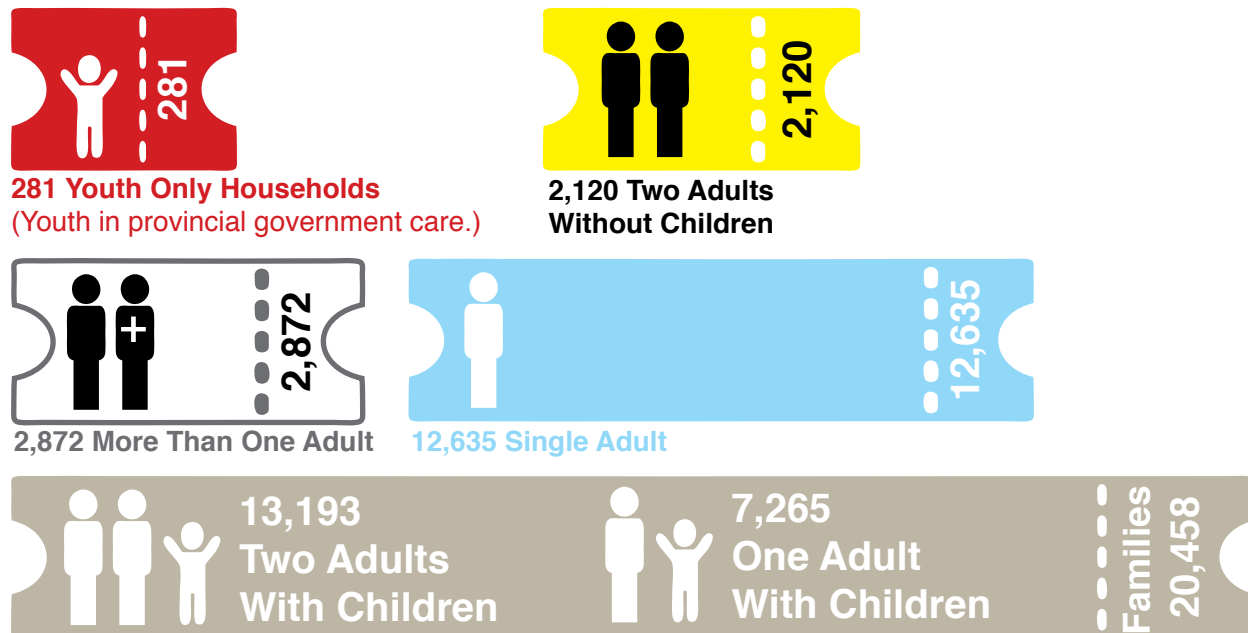 281
281 Youth Only Households
(Youth in provincial government care.)
2,120
2,120 Two Adults
Without Children
+
2,872
2,872 More Than One Adult
12,635
12,635 Single Adult
13,193
Two Adults
With Children
7,265
One Adult
With Children
Families
20,458